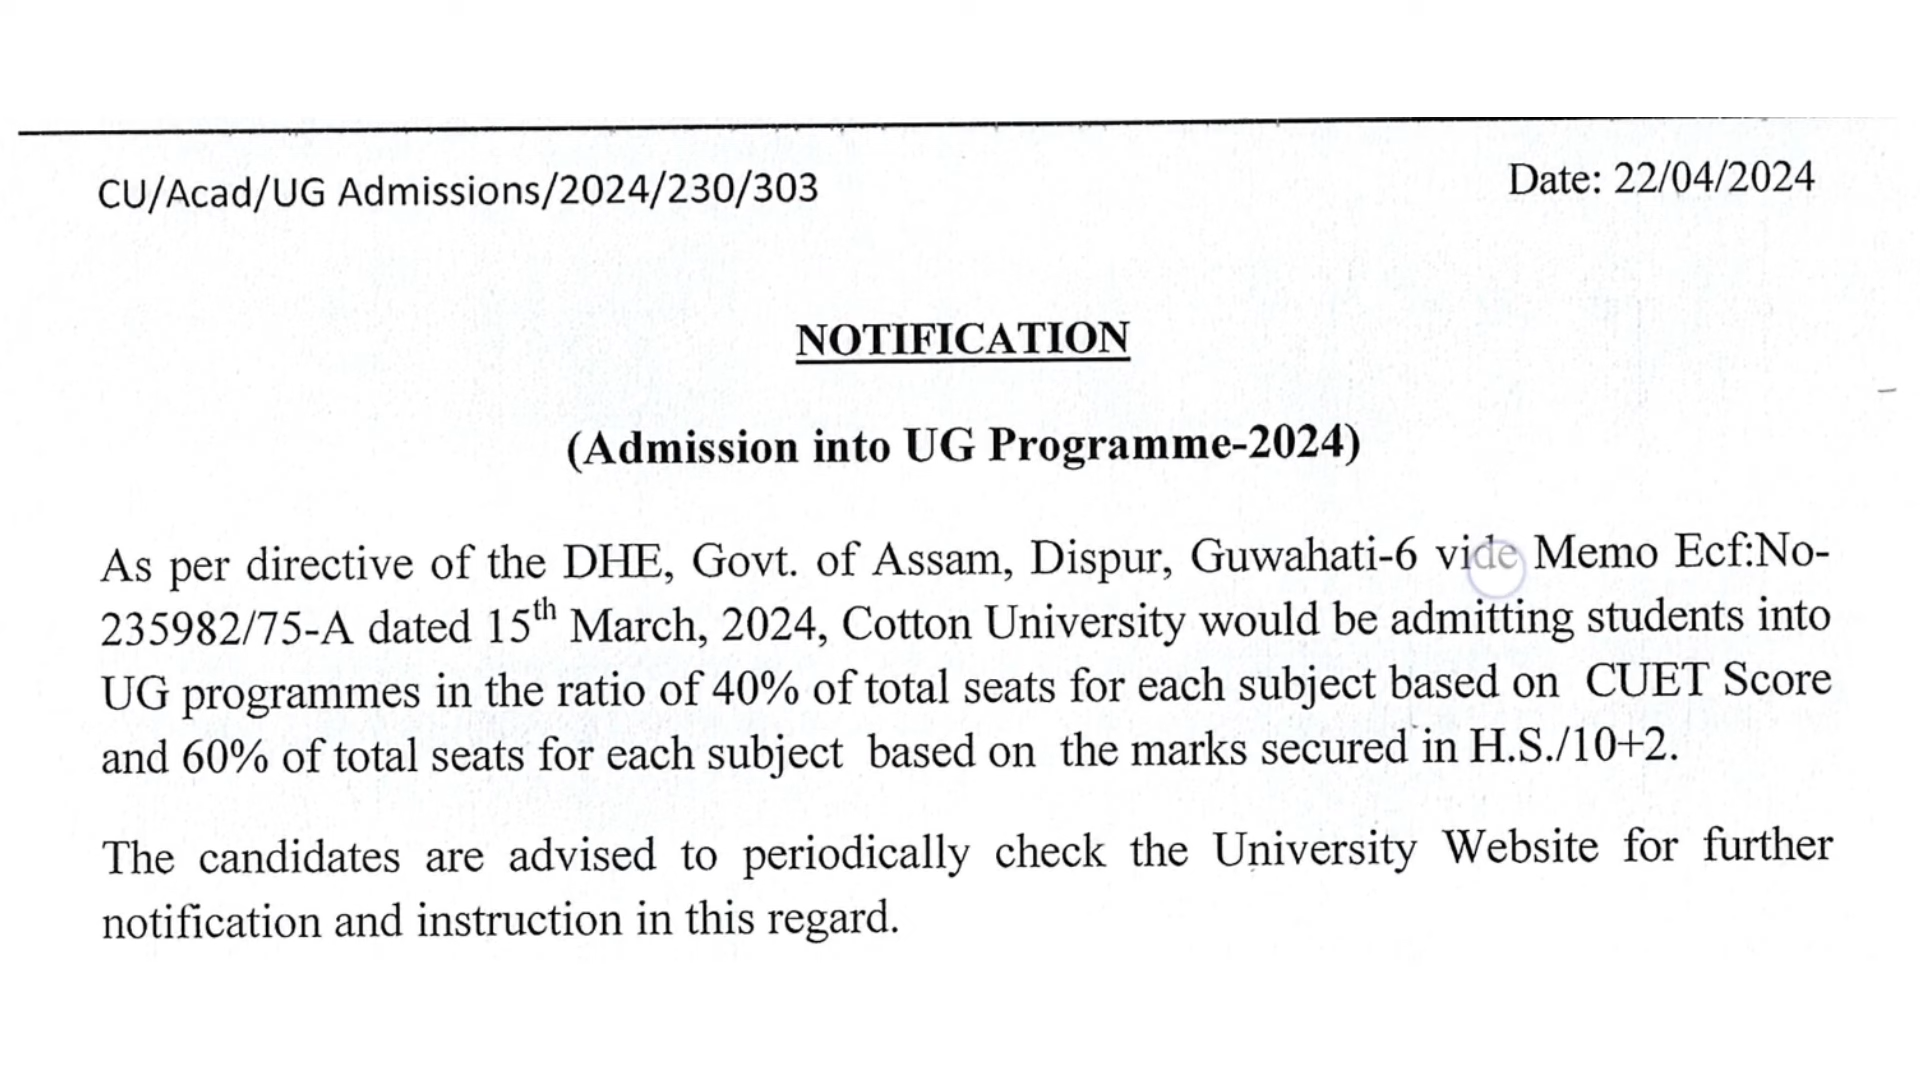 CU/Acad/UG Admissions/2024/230/303
Date: 22/04/2024
NOTIFICATION
(Admission into UG Programme-2024)
As per directive of the DHE, Govt. of Assam, Dispur, Guwahati-6 vide Memo Ecf:No-
235982/75-A dated 15th March, 2024, Cotton University would be admitting students into
UG programmes in the ratio of 40% of total seats for each subject based on CUET Score
and 60% of total seats for each subject based on the marks secured in H.S./10+2.
The candidates are advised to periodically check the University Website for further
notification and instruction in this regard.